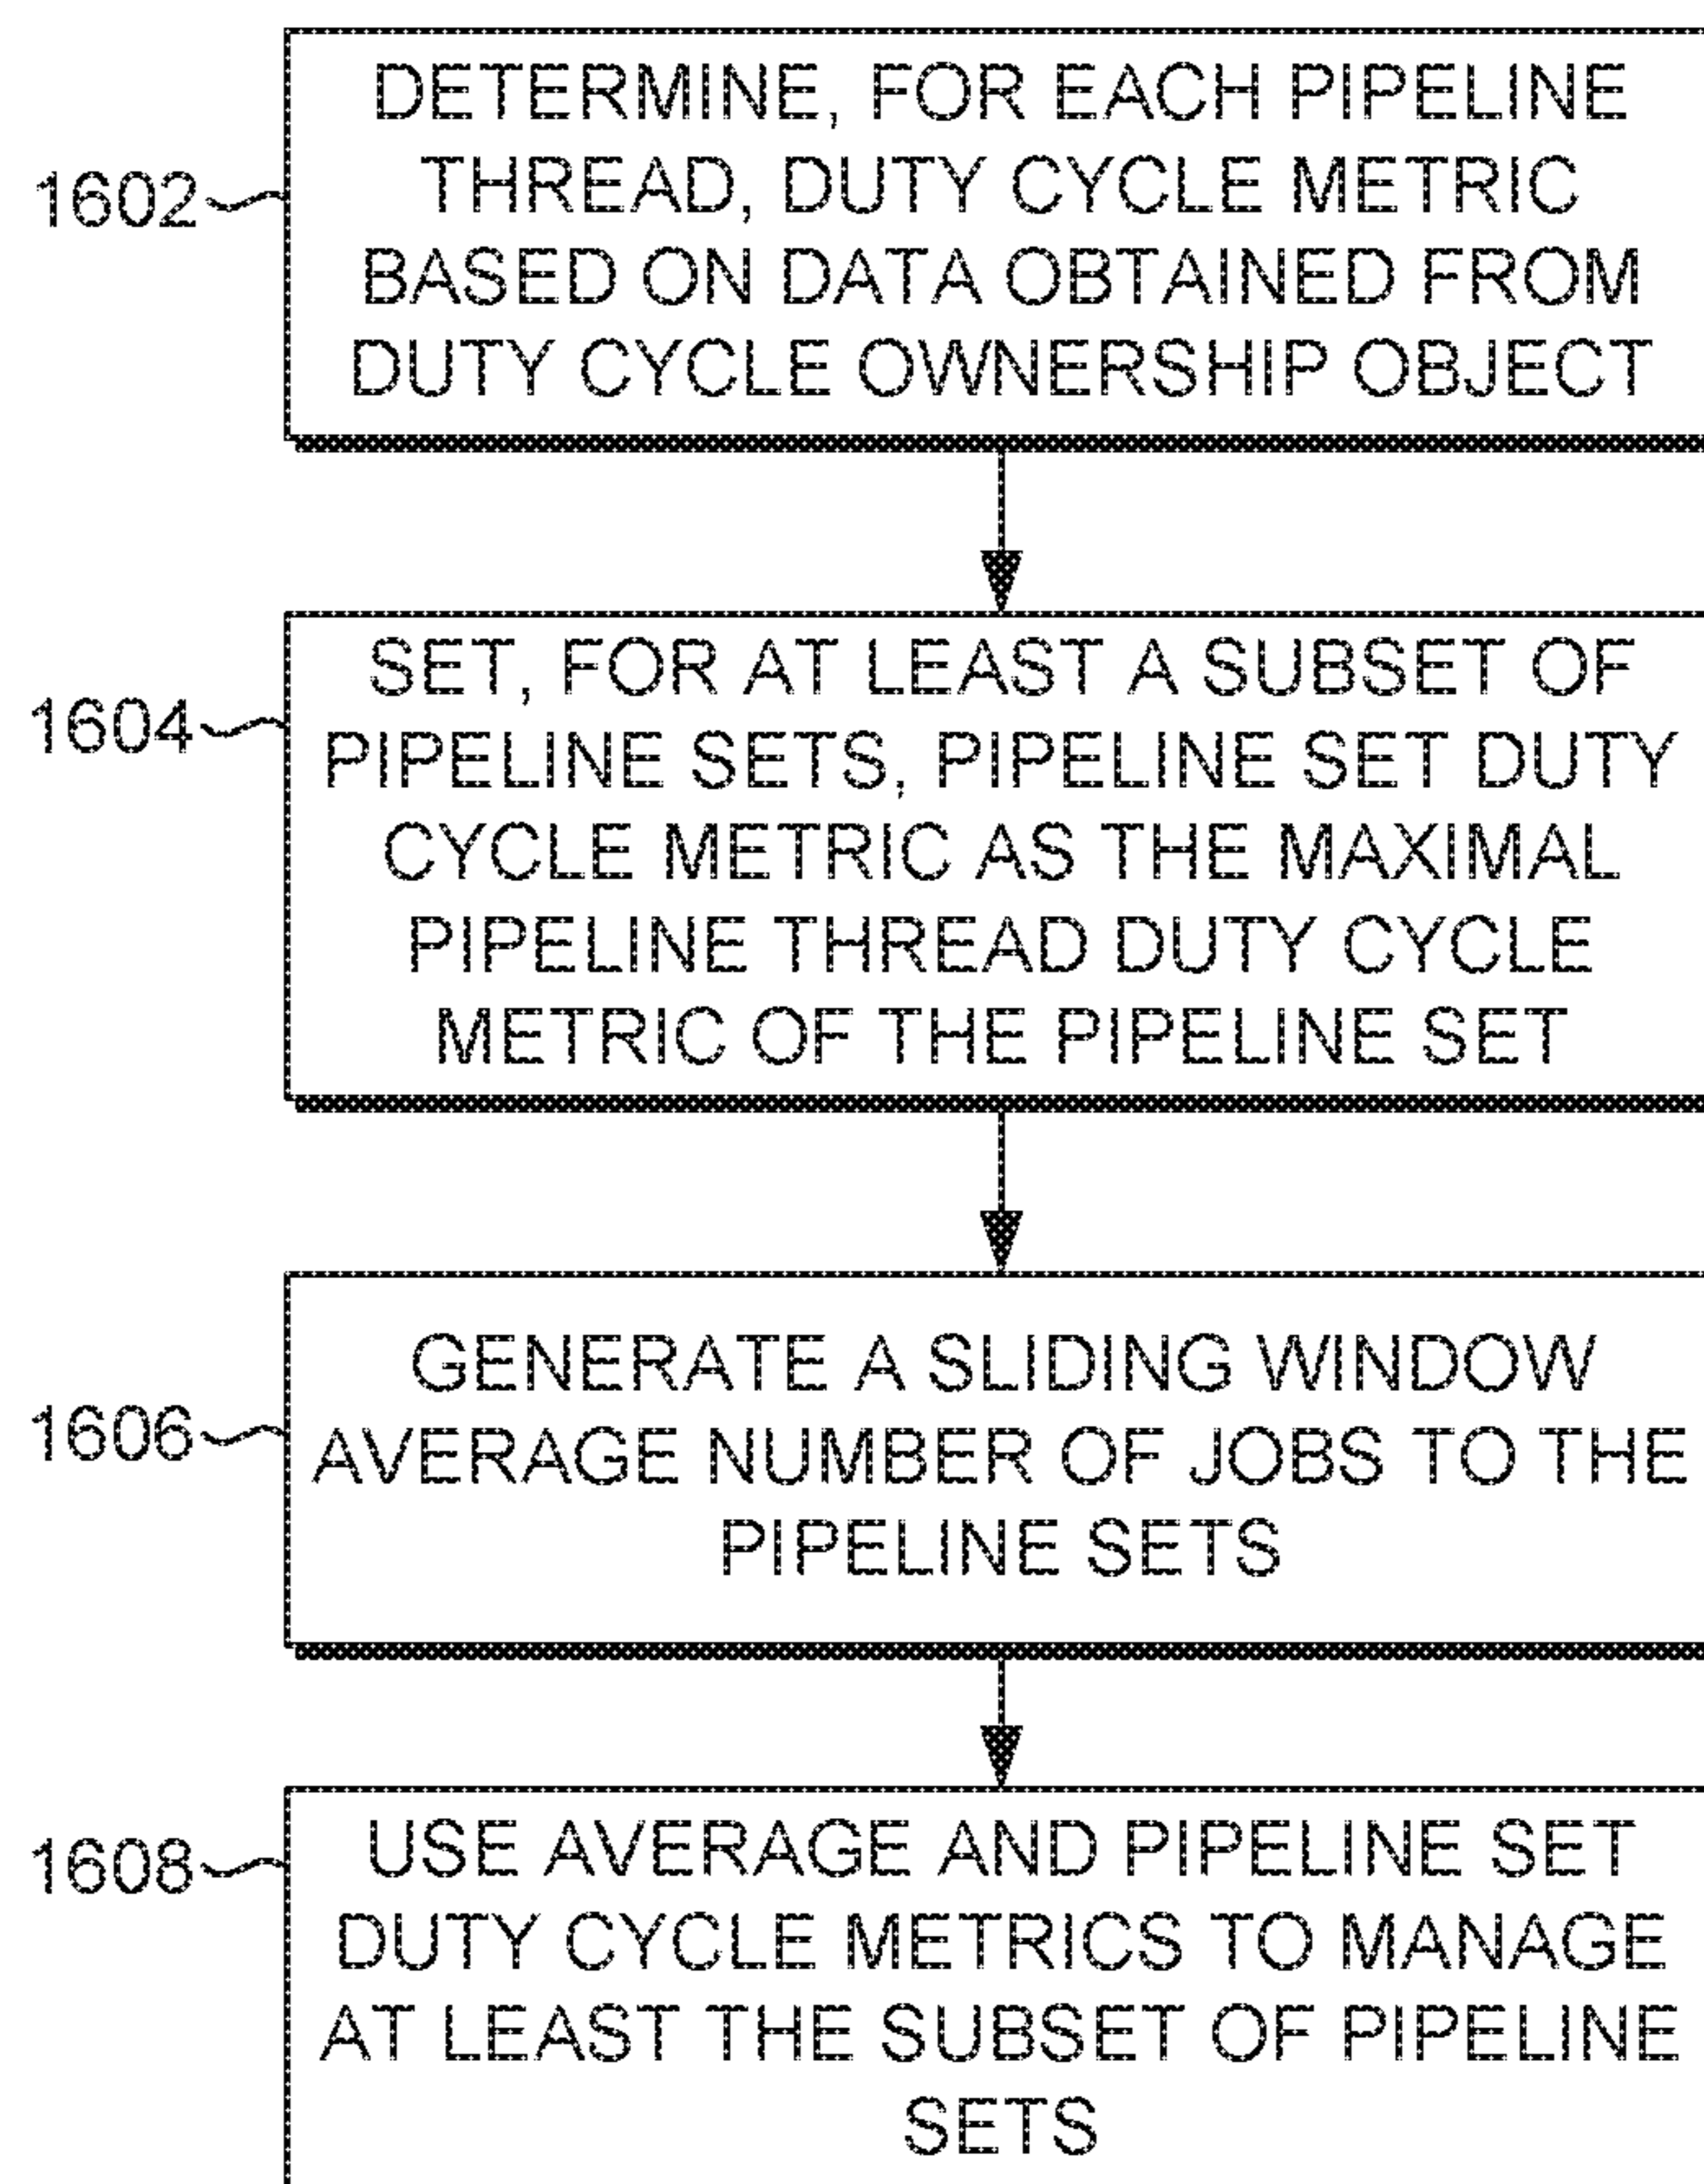 DETERMINE, FOR EACH PIPELINE
THREAD, DUTY CYCLE METRIC
1602
BASED ON DATA OBTAINED FROM
DUTY CYCLE OWNERSHIP OBJECT
SET, FOR AT LEAST A SUBSET OF
1604
PIPELINE SETS, PIPELINE SET DUTY
CYCLE METRIC AS THE MAXIMAL
PIPELINE THREAD DUTY CYCLE
METRIC OF THE PIPELINE SET
GENERATE A SLIDING WINDOW
1606
AVERAGE NUMBER OF JOBS TO THE
PIPELINE SETS
USE AVERAGE AND PIPELINE SET
1608
DUTY CYCLE METRICS TO MANAGE
AT LEAST THE SUBSET OF PIPELINE
SETS